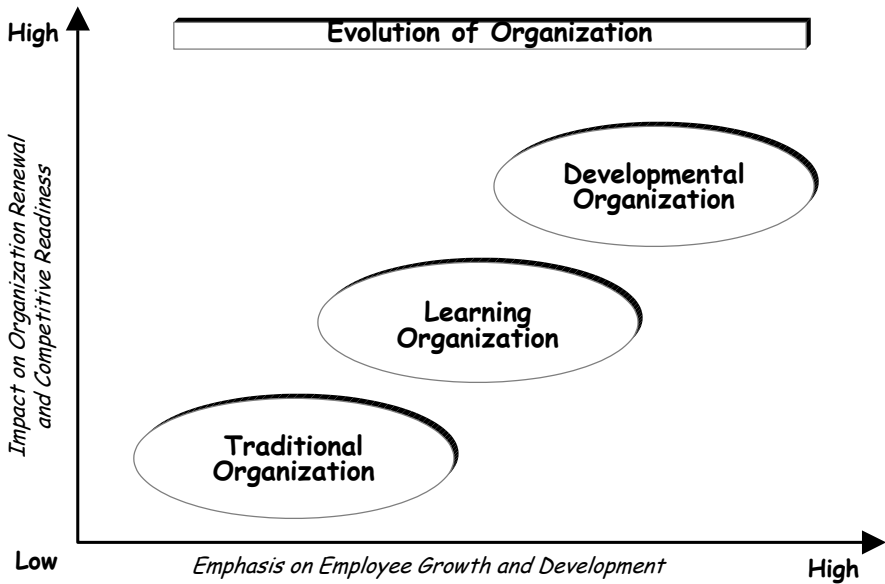 High
Evolution of Organization
Impact on Organization Renewal
and Competitive Readiness
Developmental
Organization
Learning
Organization
Traditional
Organization
Low
Emphasis on Employee Growth and Development
High